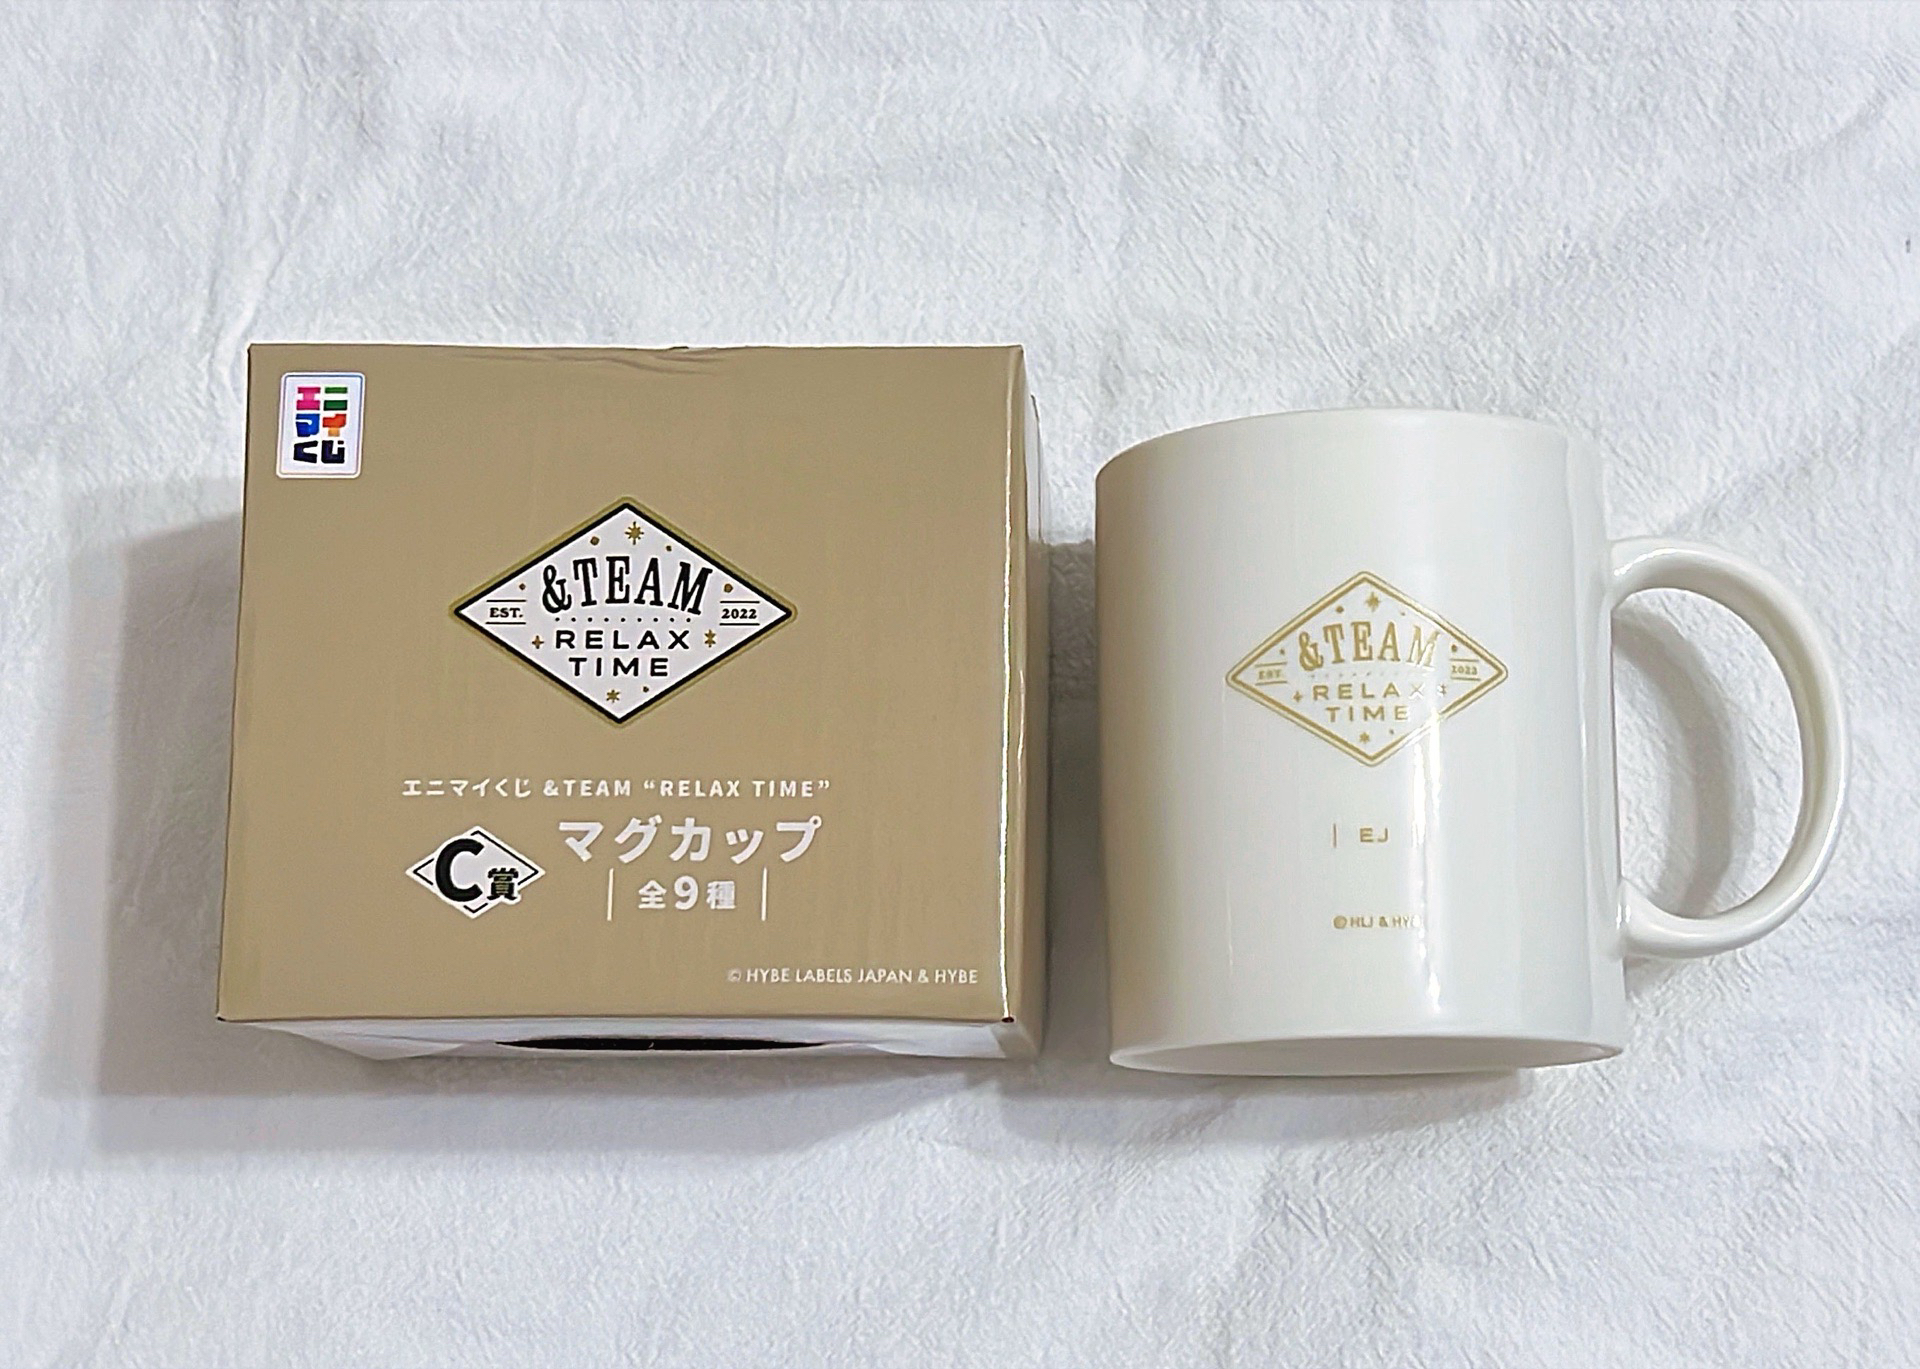 エニ
マイ
くじ
&TEAM
EST. 2022
RELAX
TIME
エニマイくじ &TEAM “RELAX TIME”
C賞
マグカップ
全9種
© HYBE LABELS JAPAN & HYBE
&TEAM
EST. 2022
RELAX
TIME
| EJ
© HLJ &